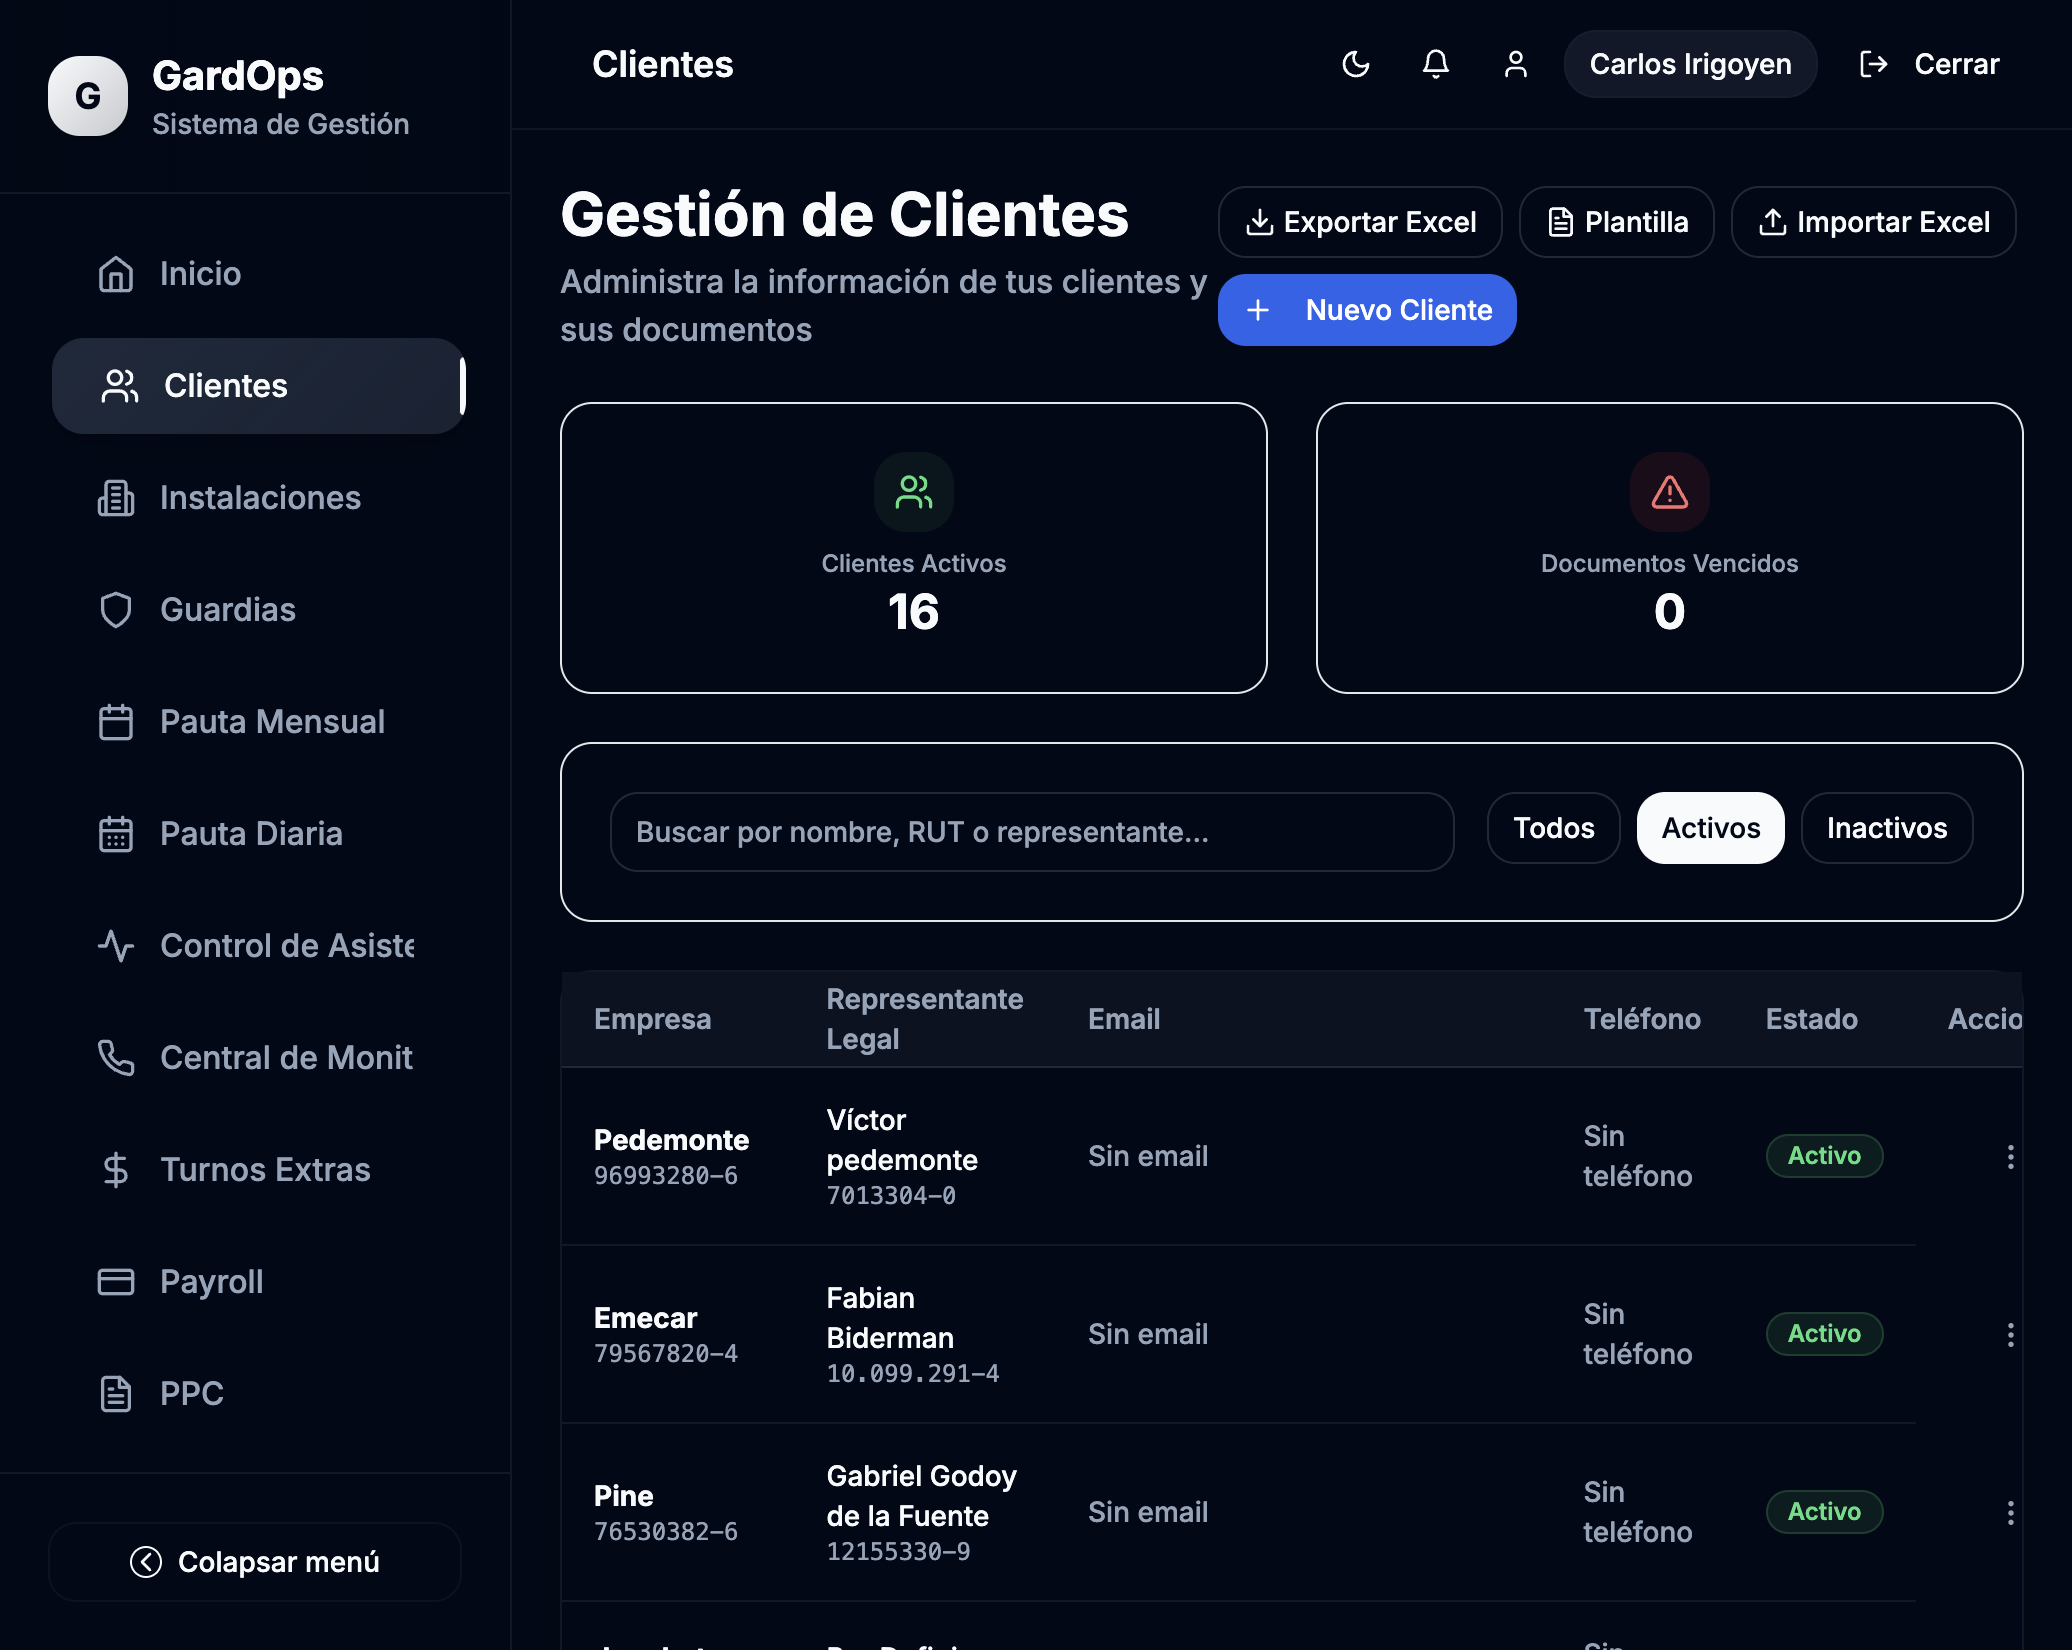 G
GardOps
Sistema de Gestión
Inicio
Clientes
Instalaciones
Guardias
Pauta Mensual
Pauta Diaria
Control de Asiste
Central de Monit
Turnos Extras
Payroll
PPC
Colapsar menú
Clientes
Carlos Irigoyen
Cerrar
Gestión de Clientes
Administra la información de tus clientes y
sus documentos
Exportar Excel
Plantilla
Importar Excel
Nuevo Cliente
Clientes Activos
16
Documentos Vencidos
0
Buscar por nombre, RUT o representante...
Todos
Activos
Inactivos
Empresa
Representante
Legal
Email
Teléfono
Estado
Accio
Pedemonte
96993280-6
Víctor
pedemonte
7013304-0
Sin email
Sin
teléfono
Activo
Emecar
79567820-4
Fabian
Biderman
10.099.291-4
Sin email
Sin
teléfono
Activo
Pine
76530382-6
Gabriel Godoy
de la Fuente
12155330-9
Sin email
Sin
teléfono
Activo
Sin